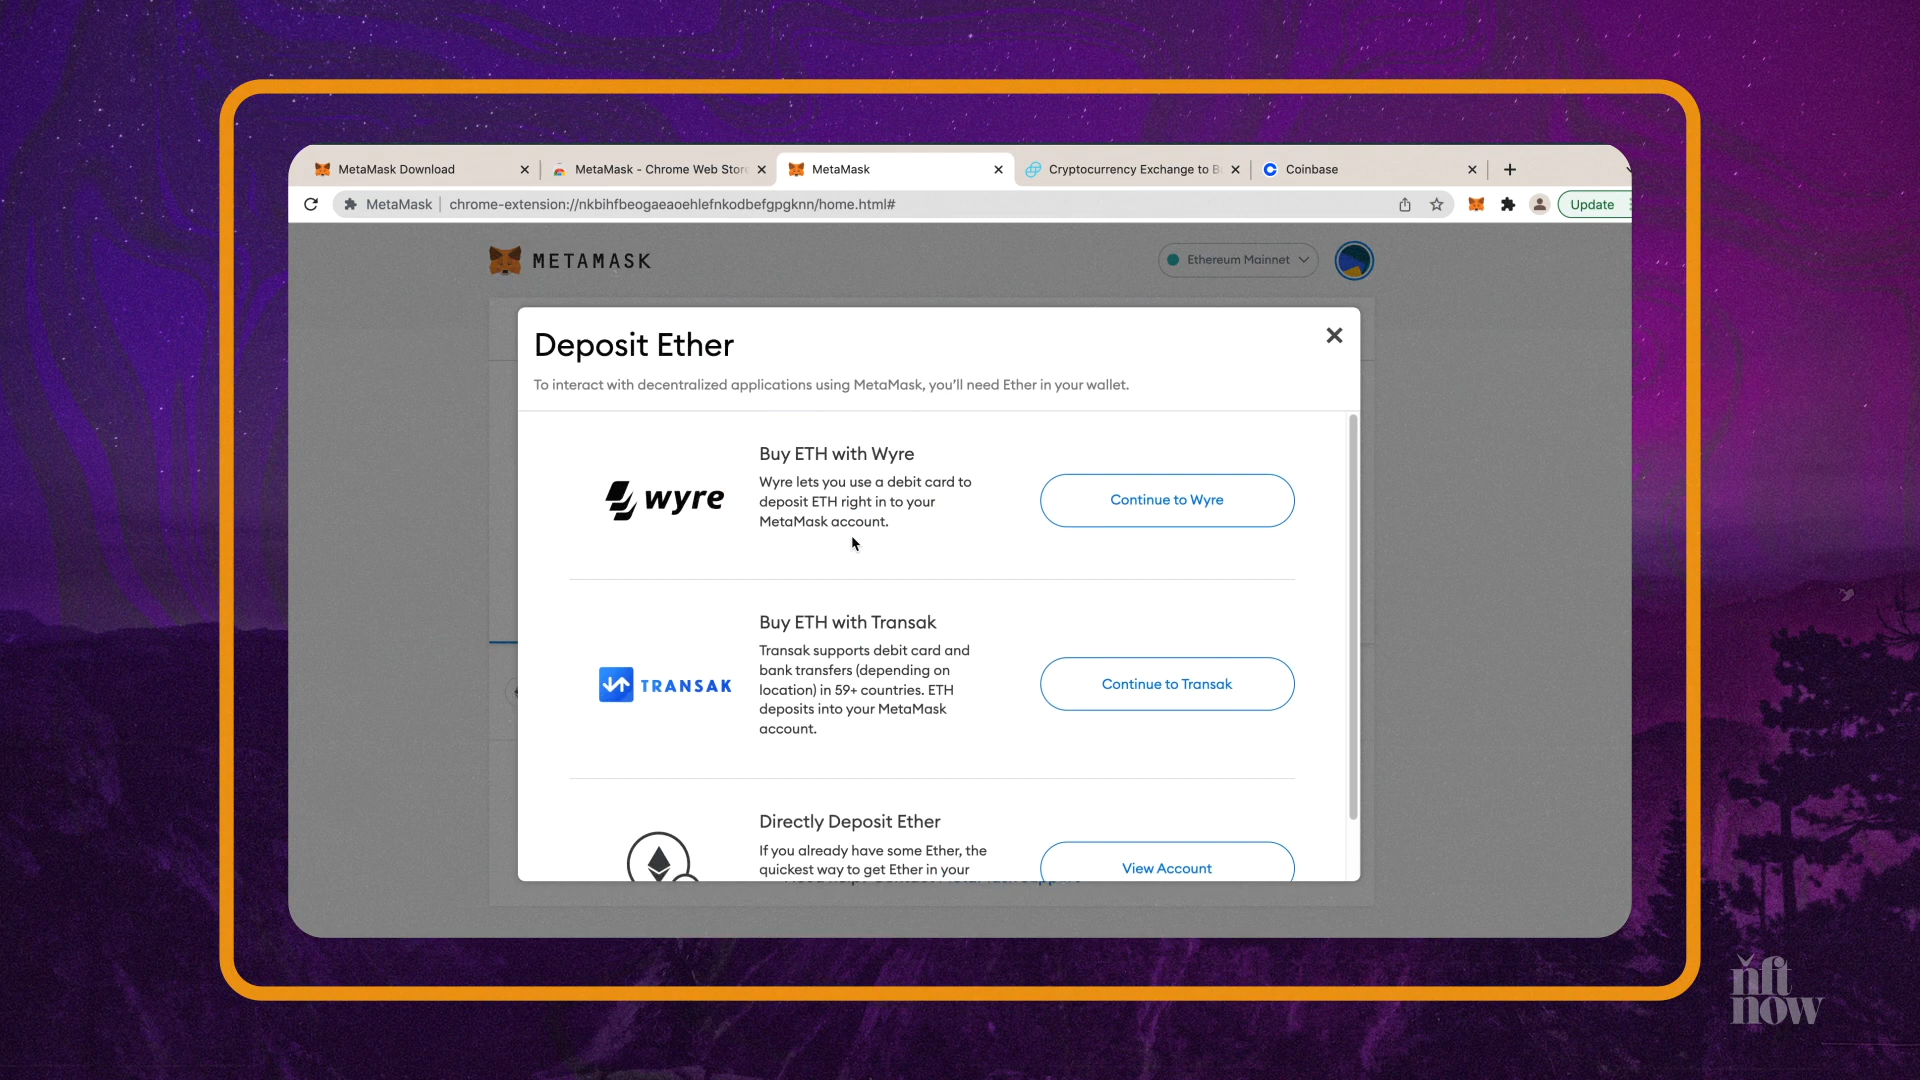 MetaMask Download
MetaMask - Chrome Web Store
MetaMask
Cryptocurrency Exchange to B
Coinbase
MetaMask
chrome-extension://nkbihfbeogaeaoehlefnkodbefgpgknn/home.html#
Update
METAMASK
Ethereum Mainnet
Deposit Ether
To interact with decentralized applications using MetaMask, you'll need Ether in your wallet.
wyre
Buy ETH with Wyre
Wyre lets you use a debit card to
deposit ETH right in to your
MetaMask account.
Continue to Wyre
TRANSAK
Buy ETH with Transak
Transak supports debit card and
bank transfers (depending on
location) in 59+ countries. ETH
deposits into your MetaMask
account.
Continue to Transak
Directly Deposit Ether
If you already have some Ether, the
quickest way to get Ether in your
View Account
nft
now